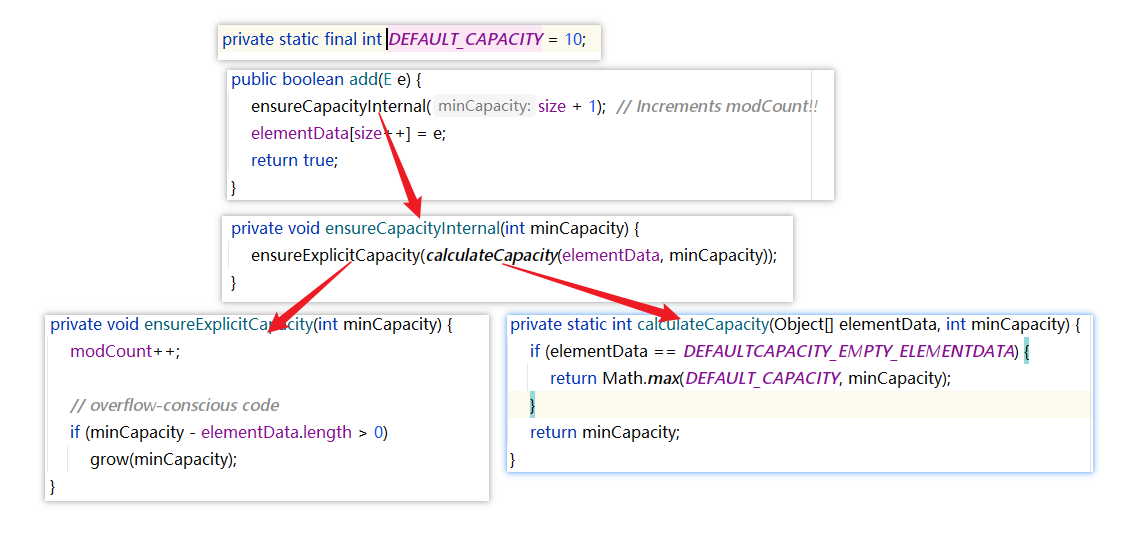 private static final int DEFAULT_CAPACITY = 10;
public boolean add(E e) {
ensureCapacityInternal( minCapacity: size + 1);  // Increments modCount!!
elementData[size++] = e;
return true;
}
private void ensureCapacityInternal(int minCapacity) {
ensureExplicitCapacity(calculateCapacity(elementData, minCapacity));
}
private void ensureExplicitCapacity(int minCapacity) {
modCount++;
// overflow-conscious code
if (minCapacity - elementData.length > 0)
grow(minCapacity);
}
private static int calculateCapacity(Object[] elementData, int minCapacity) {
if (elementData == DEFAULTCAPACITY_EMPTY_ELEMENTDATA) {
return Math.max(DEFAULT_CAPACITY, minCapacity);
}
return minCapacity;
}